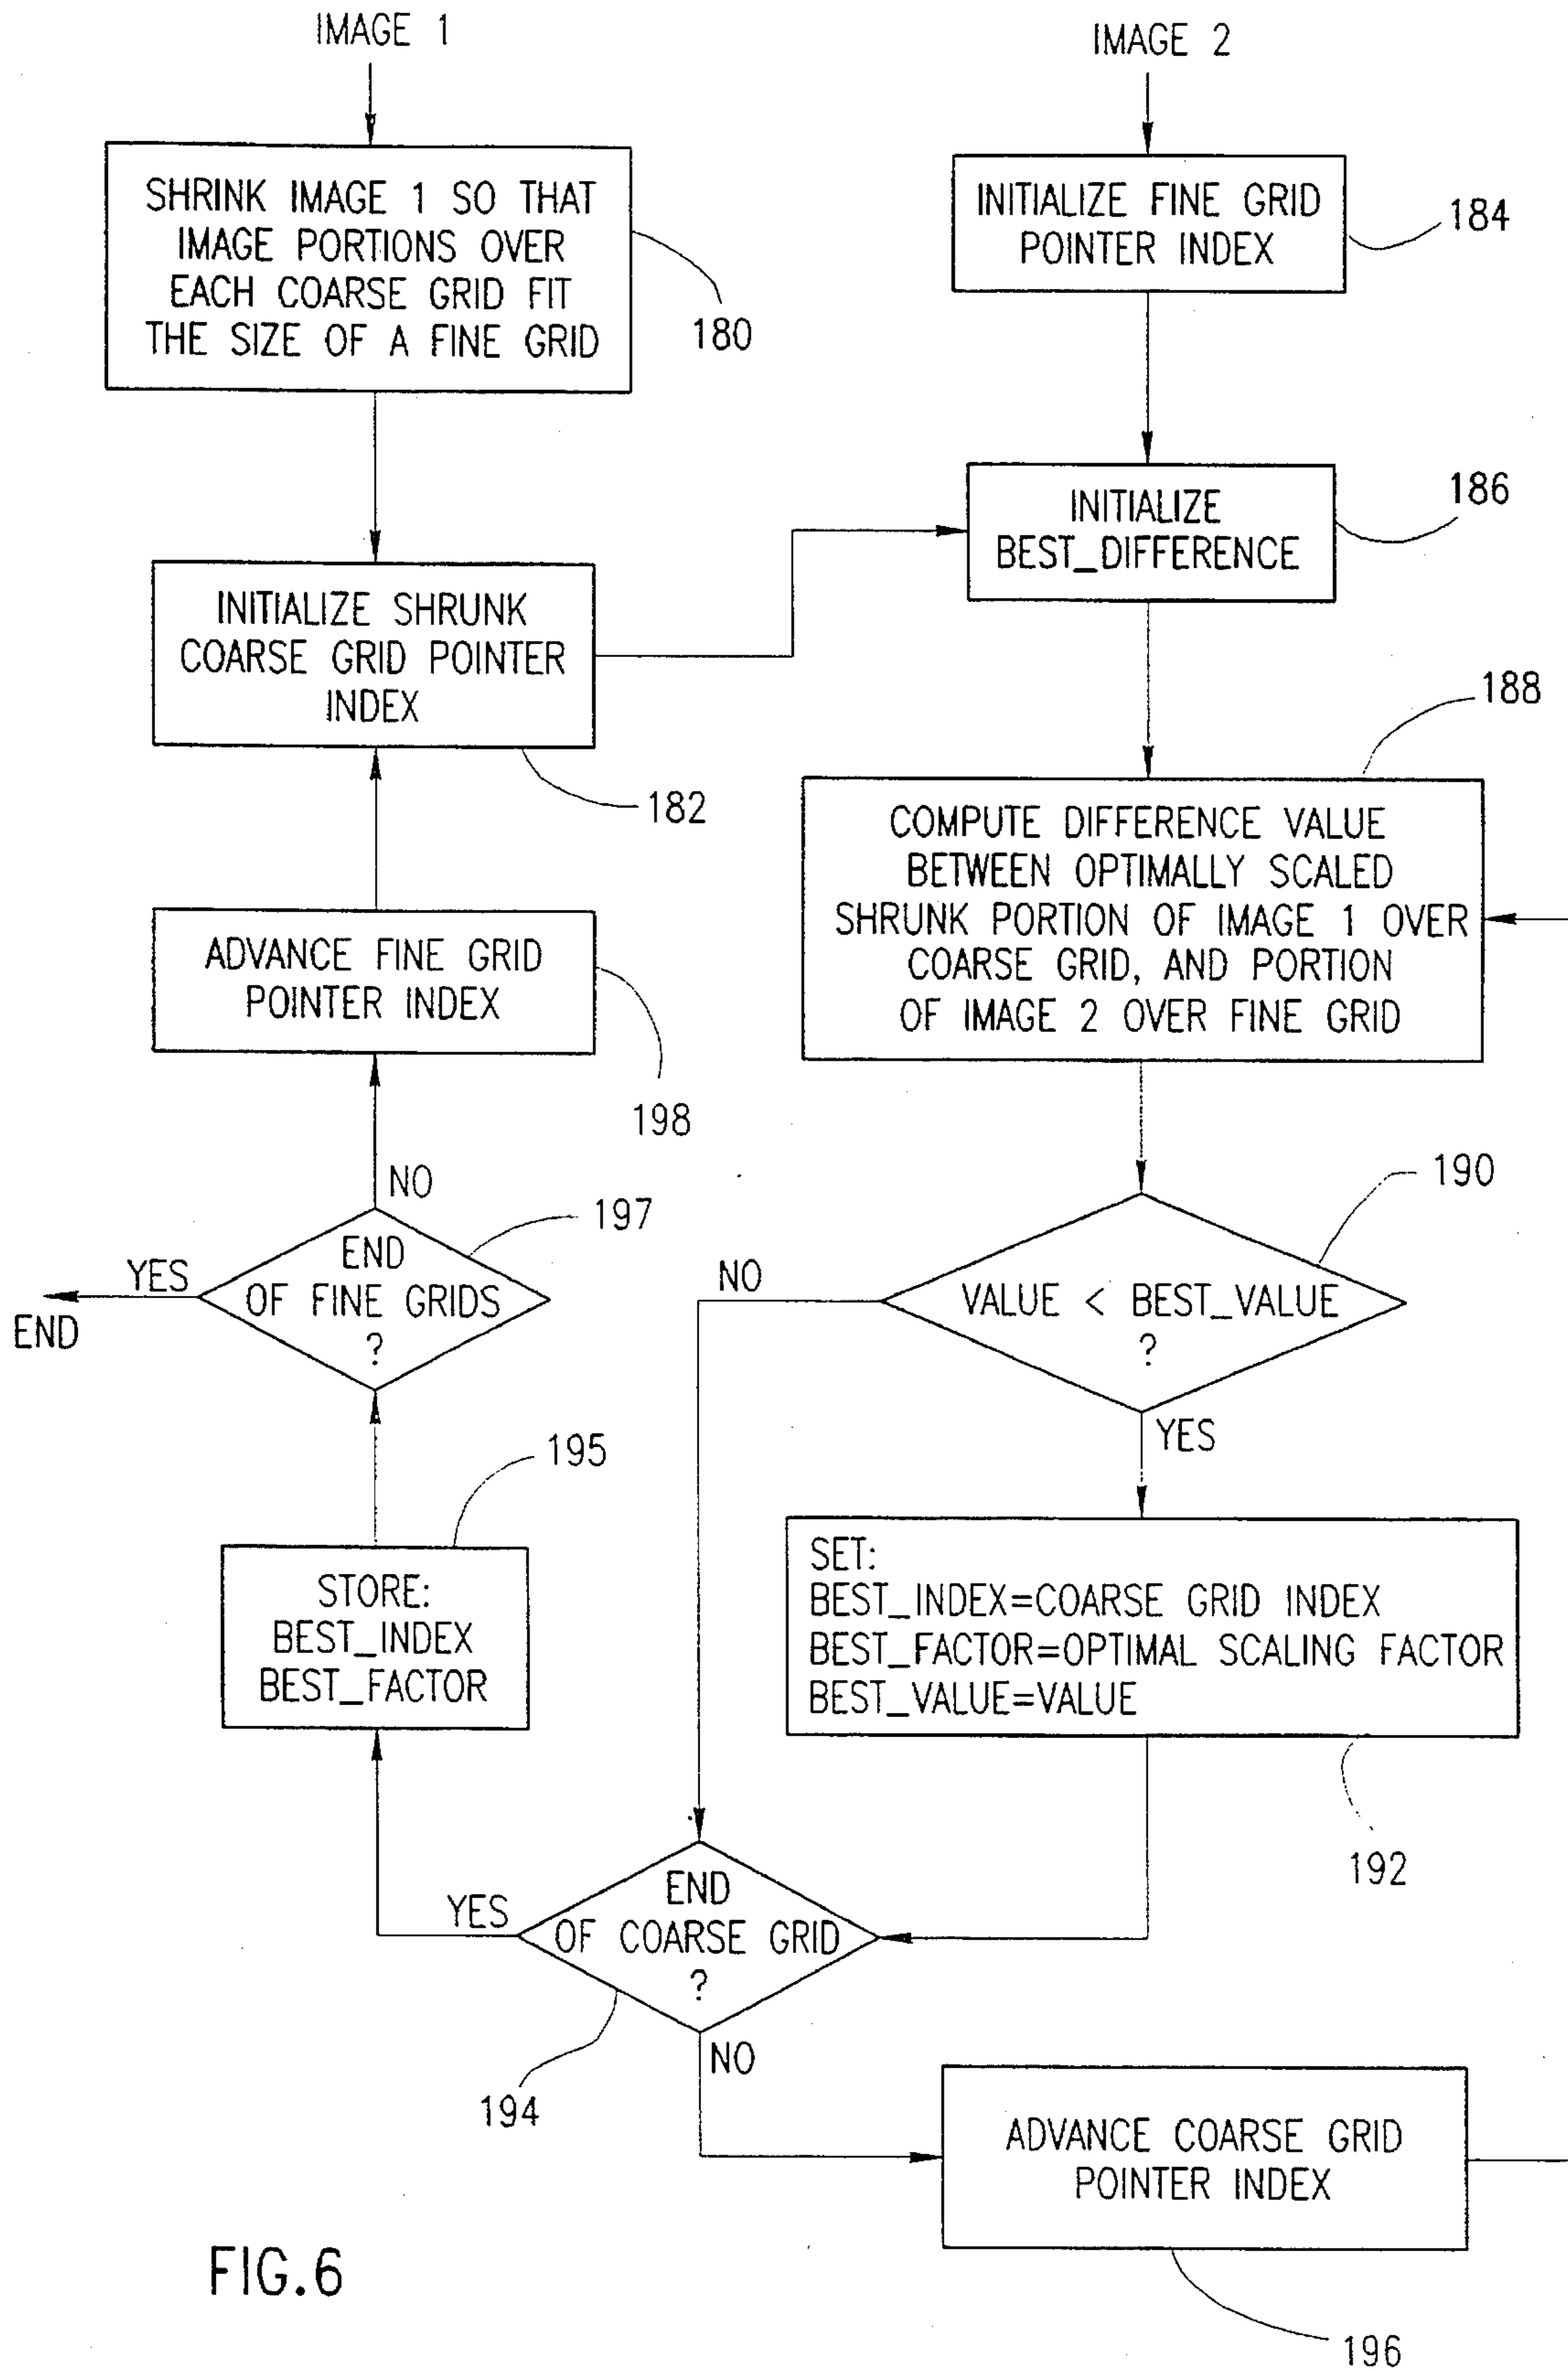 IMAGE 1
IMAGE 2
SHRINK IMAGE 1 SO THAT
IMAGE PORTIONS OVER
EACH COARSE GRID FIT
THE SIZE OF A FINE GRID
180
INITIALIZE FINE GRID
POINTER INDEX
184
INITIALIZE
BEST_DIFFERENCE
186
INITIALIZE SHRUNK
COARSE GRID POINTER
INDEX
182
188
COMPUTE DIFFERENCE VALUE
BETWEEN OPTIMALLY SCALED
SHRUNK PORTION OF IMAGE 1 OVER
COARSE GRID, AND PORTION
OF IMAGE 2 OVER FINE GRID
ADVANCE FINE GRID
POINTER INDEX
198
NO
197
END
OF FINE GRIDS
?
YES
END
190
NO
VALUE < BEST_VALUE
?
YES
195
STORE:
BEST_INDEX
BEST_FACTOR
SET:
BEST_INDEX=COARSE GRID INDEX
BEST_FACTOR=OPTIMAL SCALING FACTOR
BEST_VALUE=VALUE
192
YES
END
OF COARSE GRID
?
NO
194
ADVANCE COARSE GRID
POINTER INDEX
196
FIG.6